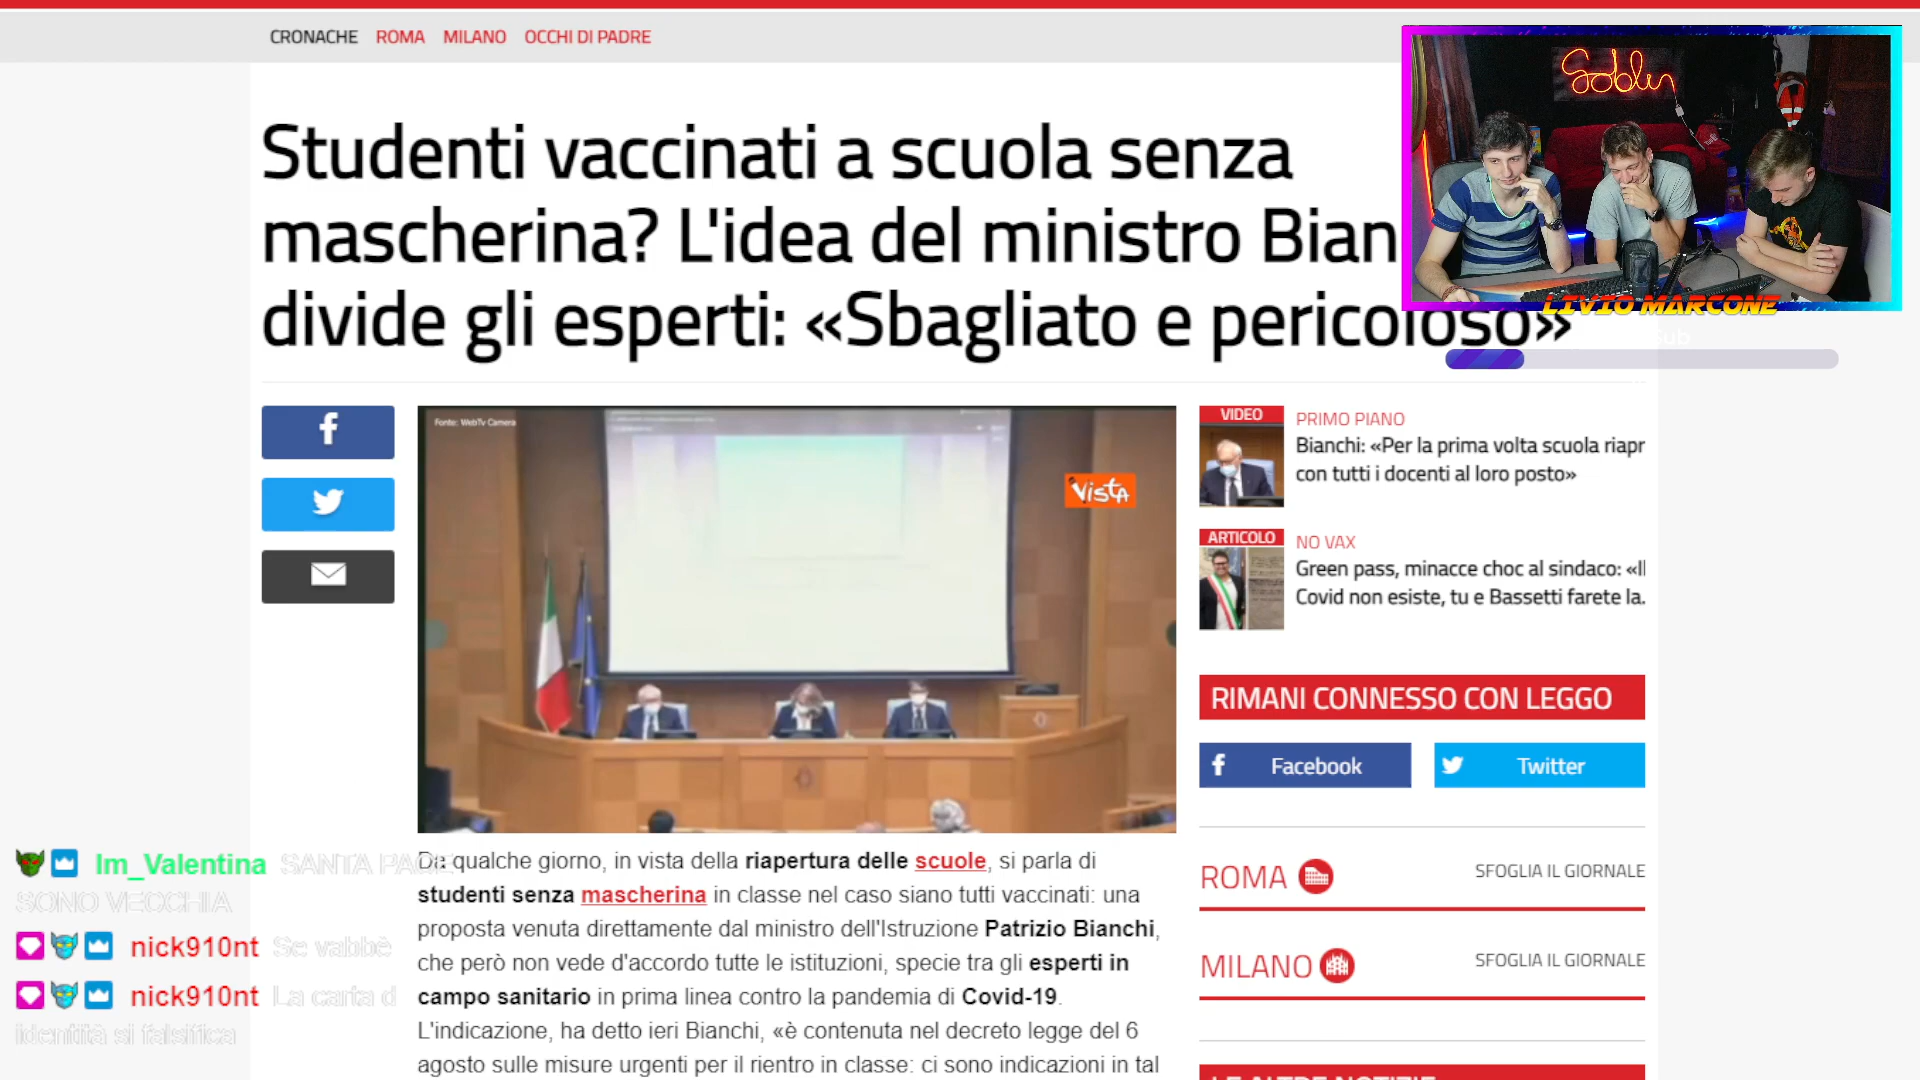 CRONACHE ROMA MILANO OCCHI DI PADRE
Studenti vaccinati a scuola senza
mascherina? L'idea del ministro Bian
divide gli esperti: «Sbagliato e pericoloso»
Goblin
LIVIO MARCONE
Sub
Fonte: WebTv Camera
VISTA
VIDEO
PRIMO PIANO
Bianchi: «Per la prima volta scuola riapr
con tutti i docenti al loro posto»
ARTICOLO
NO VAX
Green pass, minacce choc al sindaco: «Il
Covid non esiste, tu e Bassetti farete la.
RIMANI CONNESSO CON LEGGO
Facebook Twitter
ROMA SFOGLIA IL GIORNALE
MILANO SFOGLIA IL GIORNALE
LE ALTRE NOTIZIE
Da qualche giorno, in vista della riapertura delle scuole, si parla di
studenti senza mascherina in classe nel caso siano tutti vaccinati: una
proposta venuta direttamente dal ministro dell'Istruzione Patrizio Bianchi,
che però non vede d'accordo tutte le istituzioni, specie tra gli esperti in
campo sanitario in prima linea contro la pandemia di Covid-19.
L'indicazione, ha detto ieri Bianchi, «è contenuta nel decreto legge del 6
agosto sulle misure urgenti per il rientro in classe: ci sono indicazioni in tal
Im_Valentina SANTA PACE
SONO VECCHIA
nick910nt Se vabbè
nick910nt La carta d
identità si falsifica